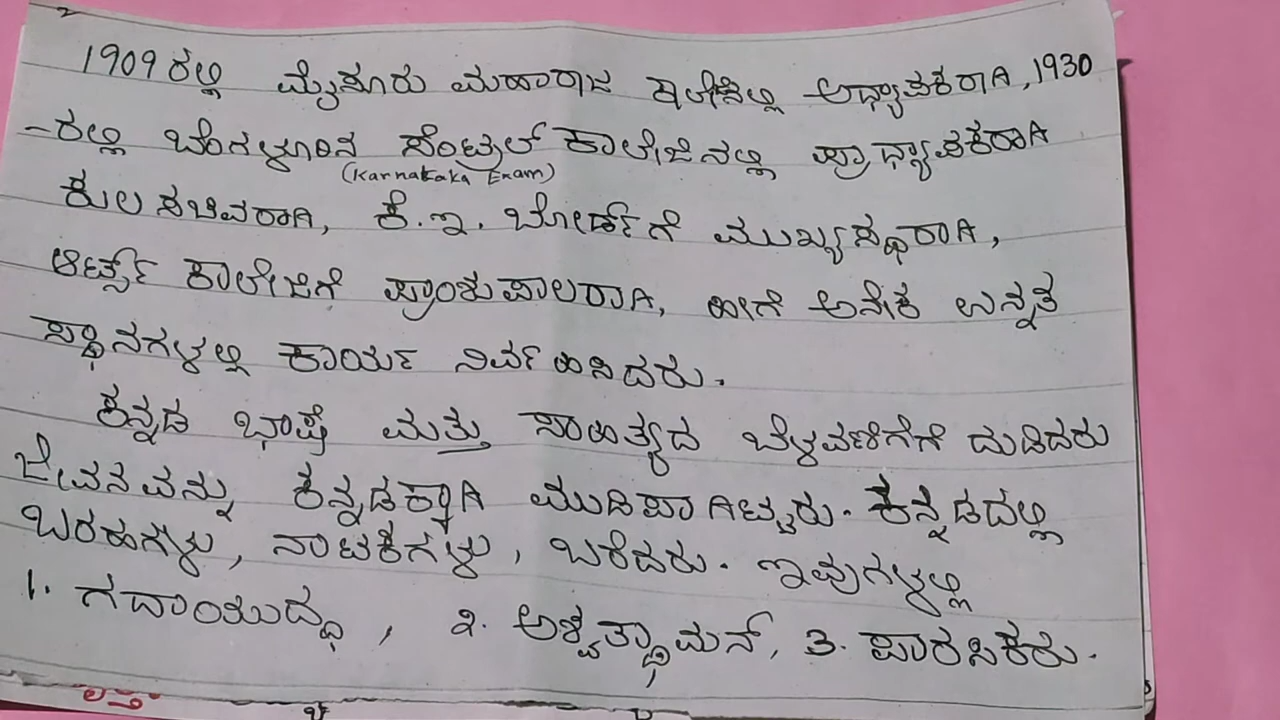 1909ರಲ್ಲಿ ಮೈಸೂರು ಮಹಾರಾಜ ಕಾಲೇಜಿನಲ್ಲಿ ಅಧ್ಯಾಪಕರಾಗಿ, 1930
-ರಲ್ಲಿ ಬೆಂಗಳೂರಿನ ಸೆಂಟ್ರಲ್ ಕಾಲೇಜಿನಲ್ಲಿ ಪ್ರಾಧ್ಯಾಪಕರಾಗಿ
(Karnataka Exam)
ಕುಲಸಚಿವರಾಗಿ, ಕೆ.ಇ. ಬೋರ್ಡ್‌ಗೆ ಮುಖ್ಯಸ್ಥರಾಗಿ,
ಆರ್ಟ್ಸ್ ಕಾಲೇಜಿಗೆ ಪ್ರಾಂಶುಪಾಲರಾಗಿ, ಹೀಗೆ ಅನೇಕ ಉನ್ನತ
ಸ್ಥಾನಗಳಲ್ಲಿ ಕಾರ್ಯ ನಿರ್ವಹಿಸಿದರು.
ಕನ್ನಡ ಭಾಷೆ ಮತ್ತು ಸಾಹಿತ್ಯದ ಬೆಳವಣಿಗೆಗೆ ದುಡಿದರು
ಜೀವನವನ್ನು ಕನ್ನಡಕ್ಕಾಗಿ ಮುಡಿಪಾಗಿಟ್ಟರು. ಕನ್ನಡದಲ್ಲಿ
ಬರಹಗಳು, ನಾಟಕಗಳು, ಬರೆದರು. ಇವುಗಳಲ್ಲಿ
1. ಗದಾಯುದ್ಧ, 2. ಅಶ್ವತ್ಥಾಮನ್, 3. ಪಾರಸಿಕರು.